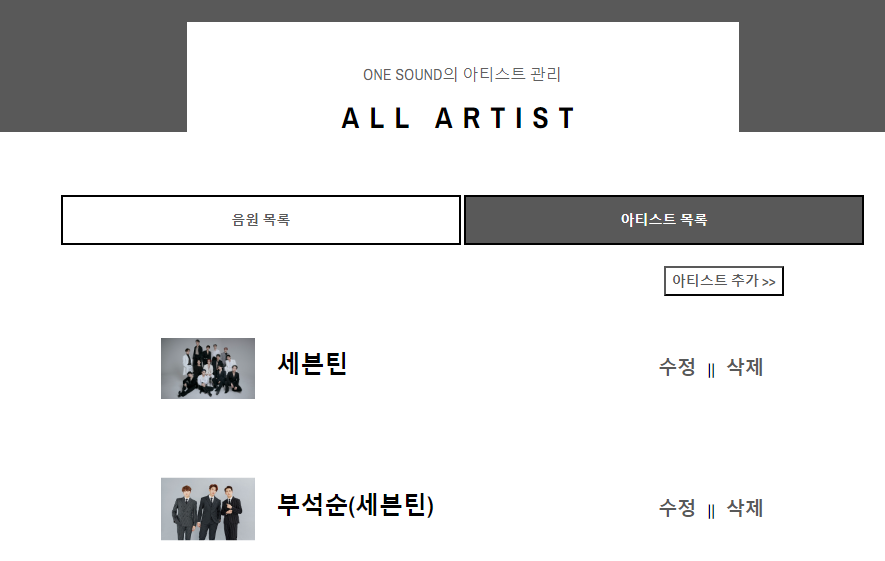 ONE SOUND의 아티스트 관리
ALL ARTIST
음원 목록 아티스트 목록
아티스트 추가 >>
세븐틴 수정 || 삭제
부석순(세븐틴) 수정 || 삭제